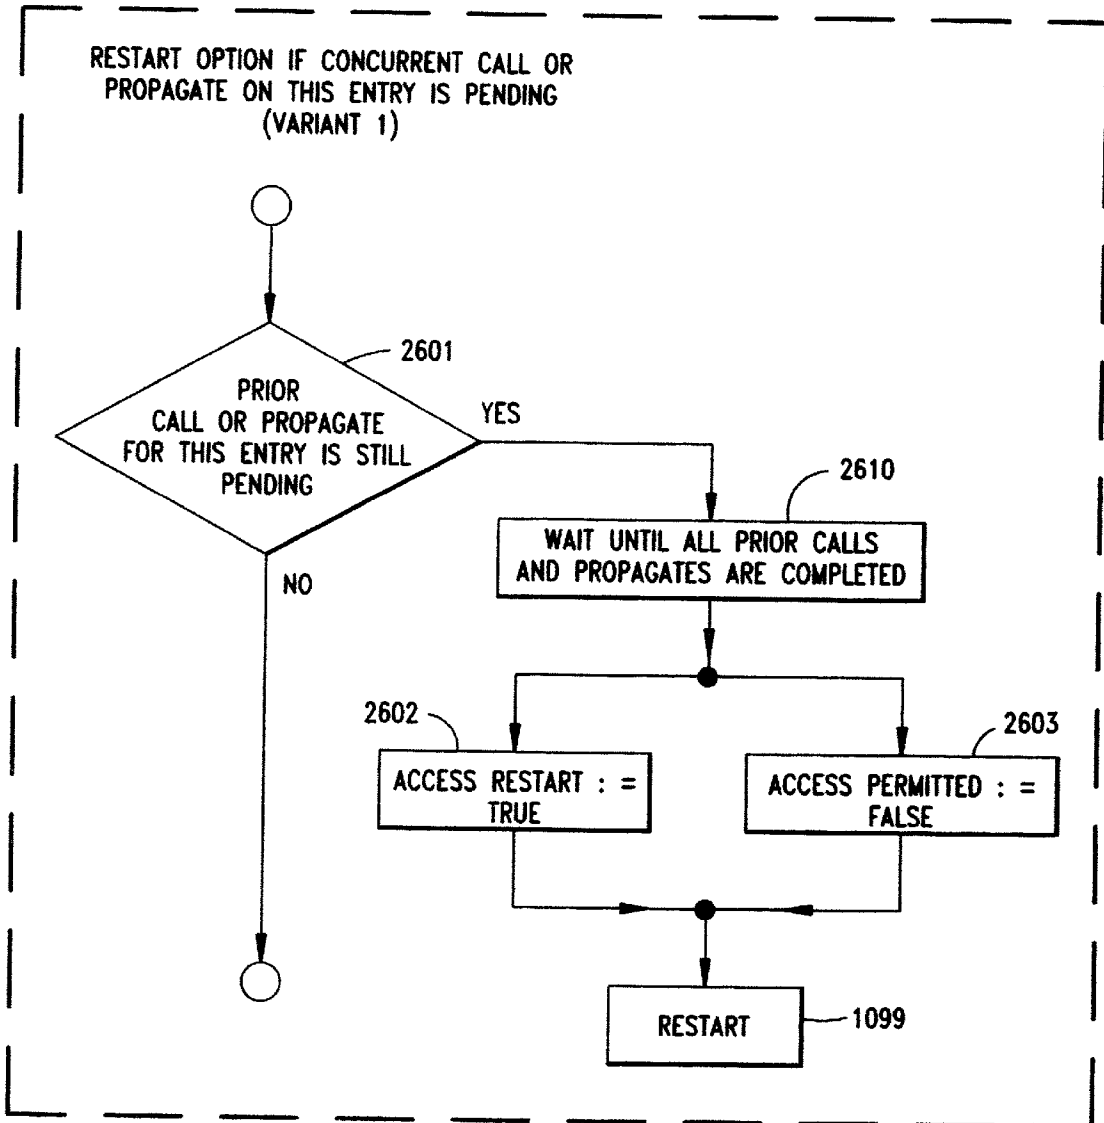 RESTART OPTION IF CONCURRENT CALL OR
PROPAGATE ON THIS ENTRY IS PENDING
(VARIANT 1)
2601
PRIOR
CALL OR PROPAGATE
FOR THIS ENTRY IS STILL
PENDING
YES
NO
2610
WAIT UNTIL ALL PRIOR CALLS
AND PROPAGATES ARE COMPLETED
2602
ACCESS RESTART : =
TRUE
2603
ACCESS PERMITTED : =
FALSE
RESTART
1099